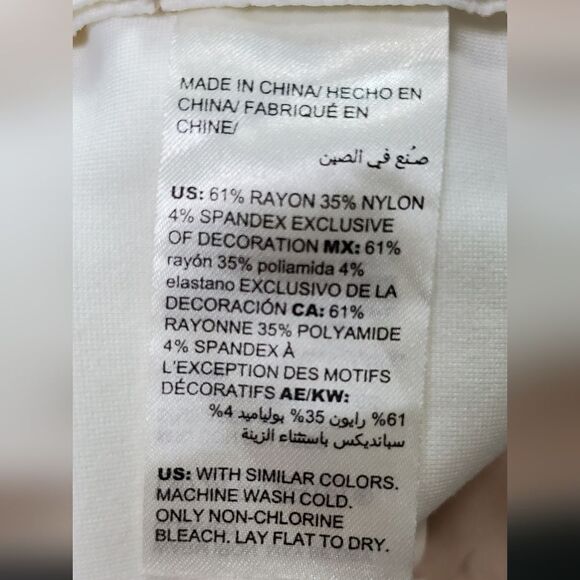 MADE IN CHINA/ HECHO EN
CHINA/ FABRIQUÉ EN
CHINE/
صُنع في الصين
US: 61% RAYON 35% NYLON
4% SPANDEX EXCLUSIVE
OF DECORATION MX: 61%
rayón 35% poliamida 4%
elastano EXCLUSIVO DE LA
DECORACIÓN CA: 61%
RAYONNE 35% POLYAMIDE
4% SPANDEX À
L'EXCEPTION DES MOTIFS
DÉCORATIFS AE/KW:
61% رايون 35% بولياميد 4%
سبانديكس باستثناء الزينة
US: WITH SIMILAR COLORS.
MACHINE WASH COLD.
ONLY NON-CHLORINE
BLEACH. LAY FLAT TO DRY.